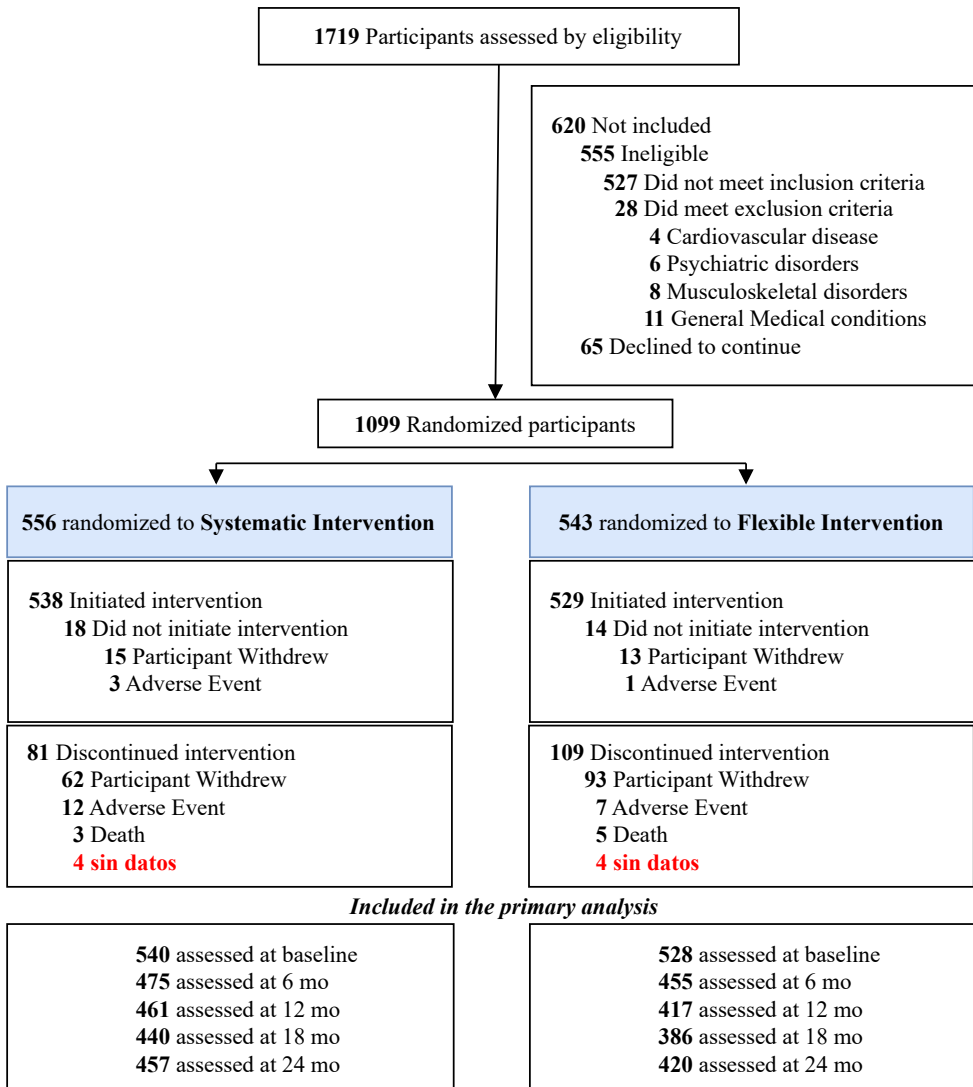 1719 Participants assessed by eligibility
620 Not included
555 Ineligible
527 Did not meet inclusion criteria
28 Did meet exclusion criteria
4 Cardiovascular disease
6 Psychiatric disorders
8 Musculoskeletal disorders
11 General Medical conditions
65 Declined to continue
1099 Randomized participants
556 randomized to Systematic Intervention
538 Initiated intervention
18 Did not initiate intervention
15 Participant Withdrew
3 Adverse Event
81 Discontinued intervention
62 Participant Withdrew
12 Adverse Event
3 Death
4 sin datos
543 randomized to Flexible Intervention
529 Initiated intervention
14 Did not initiate intervention
13 Participant Withdrew
1 Adverse Event
109 Discontinued intervention
93 Participant Withdrew
7 Adverse Event
5 Death
4 sin datos
Included in the primary analysis
540 assessed at baseline
475 assessed at 6 mo
461 assessed at 12 mo
440 assessed at 18 mo
457 assessed at 24 mo
528 assessed at baseline
455 assessed at 6 mo
417 assessed at 12 mo
386 assessed at 18 mo
420 assessed at 24 mo